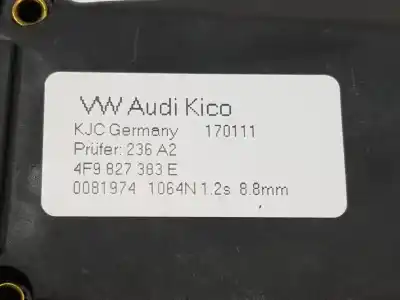 VW Audi Kico
KJC Germany 170111
Prüfer: 236 A2
4F9 827 383 E
0081974 1064N 1.2s 8.8mm